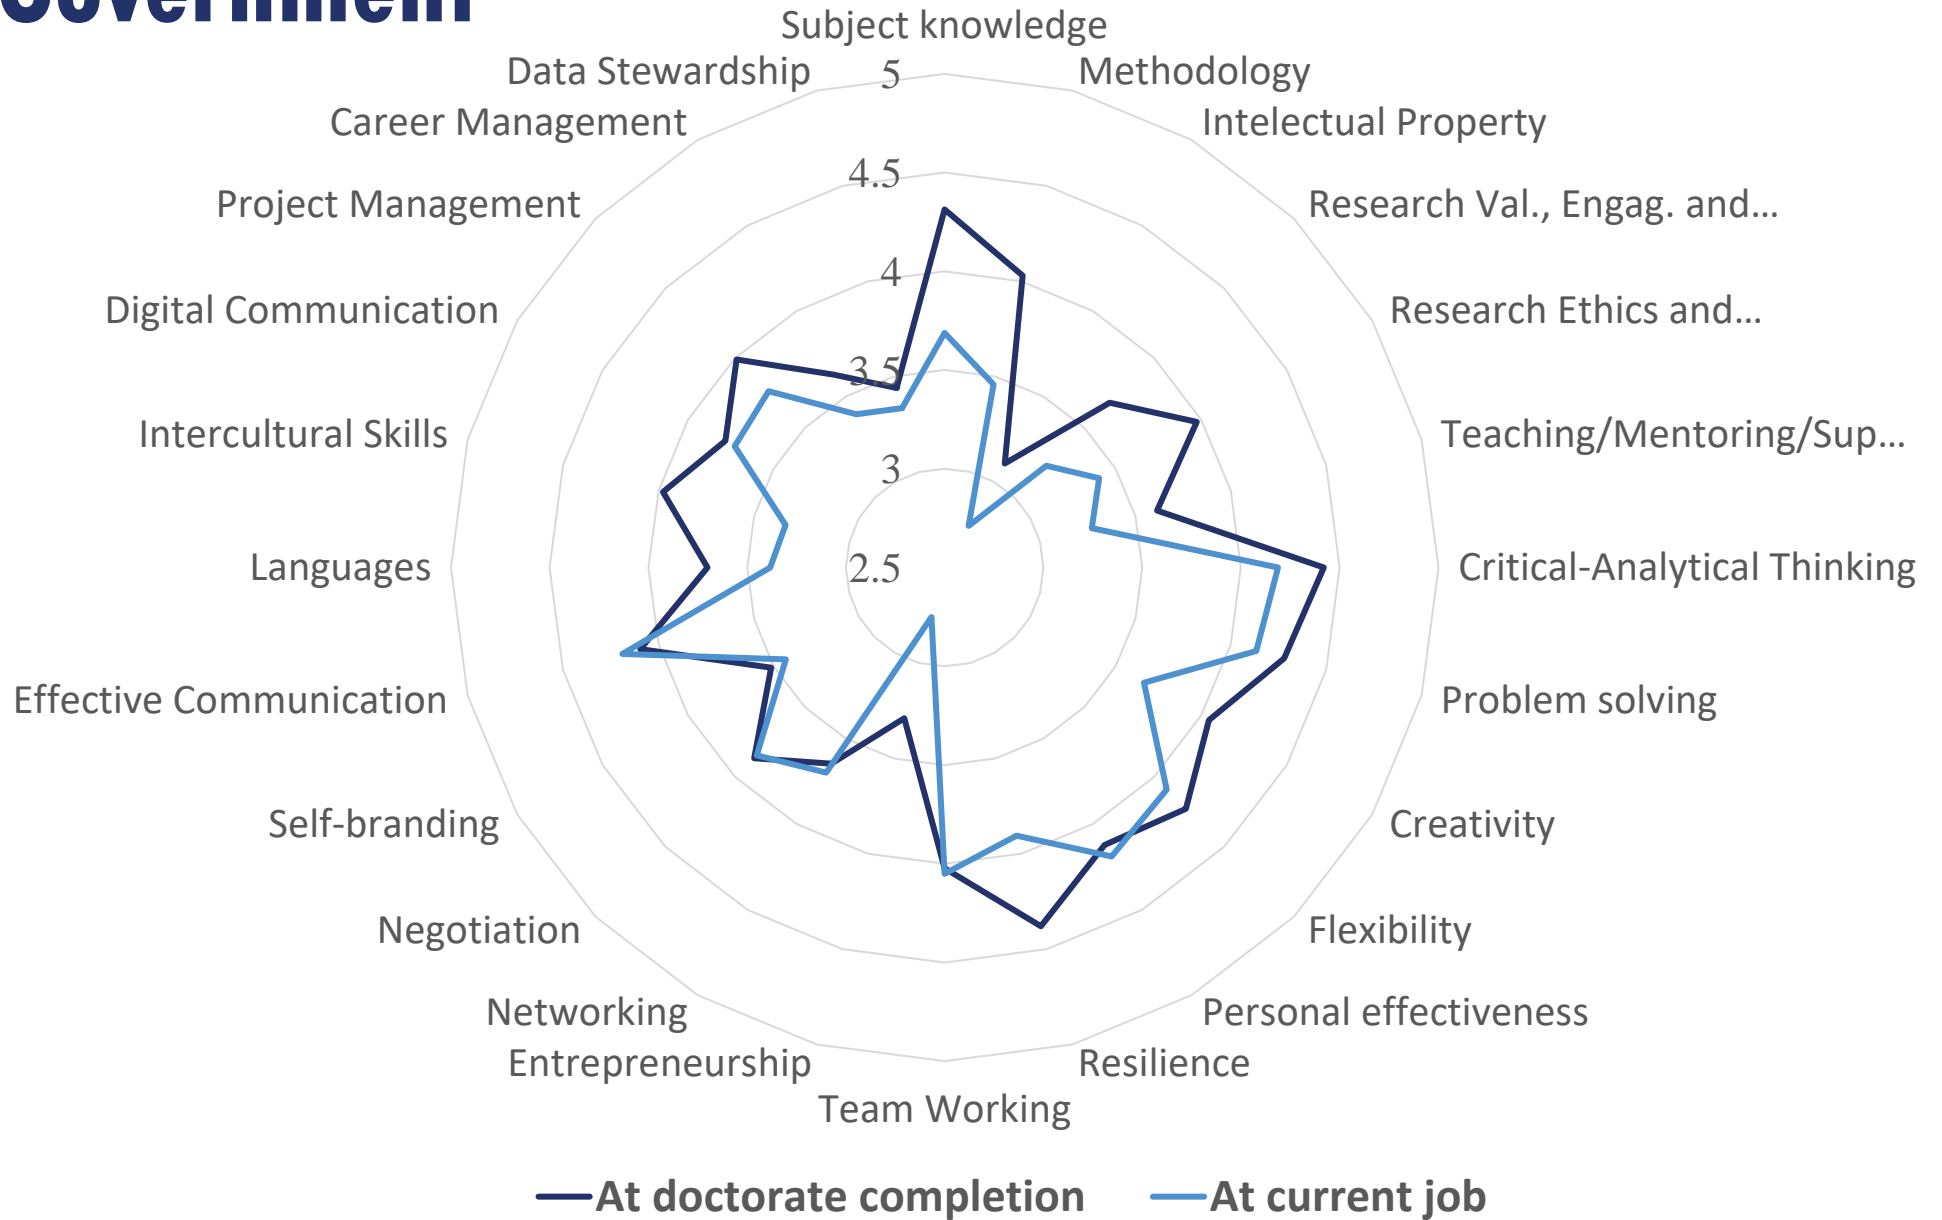 Government
Subject knowledge
Methodology
Intelectual Property
Research Val., Engag. and...
Research Ethics and...
Teaching/Mentoring/Sup...
Critical-Analytical Thinking
Problem solving
Creativity
Flexibility
Personal effectiveness
Resilience
Team Working
Entrepreneurship
Networking
Negotiation
Self-branding
Effective Communication
Languages
Intercultural Skills
Digital Communication
Project Management
Career Management
Data Stewardship
5
4.5
4
3.5
3
2.5
At doctorate completion
At current job